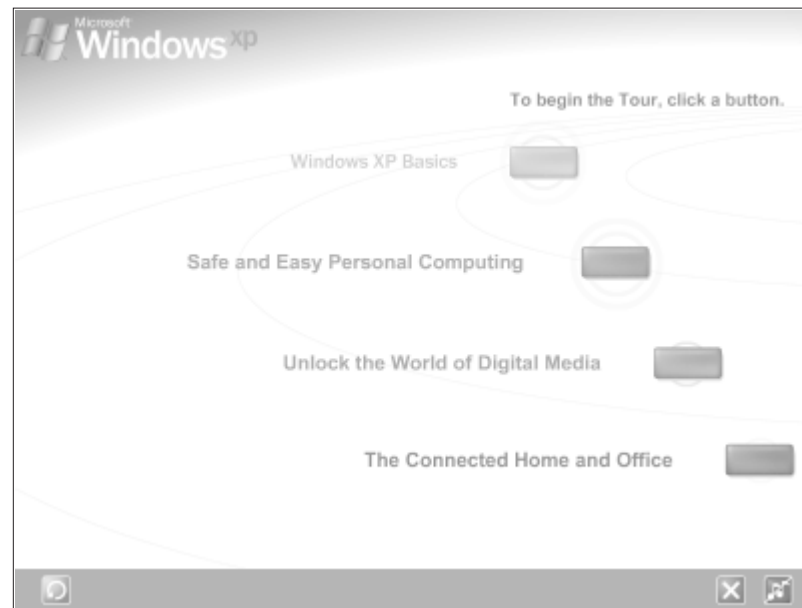 Microsoft
Windows xp
To begin the Tour, click a button.
Windows XP Basics
Safe and Easy Personal Computing
Unlock the World of Digital Media
The Connected Home and Office